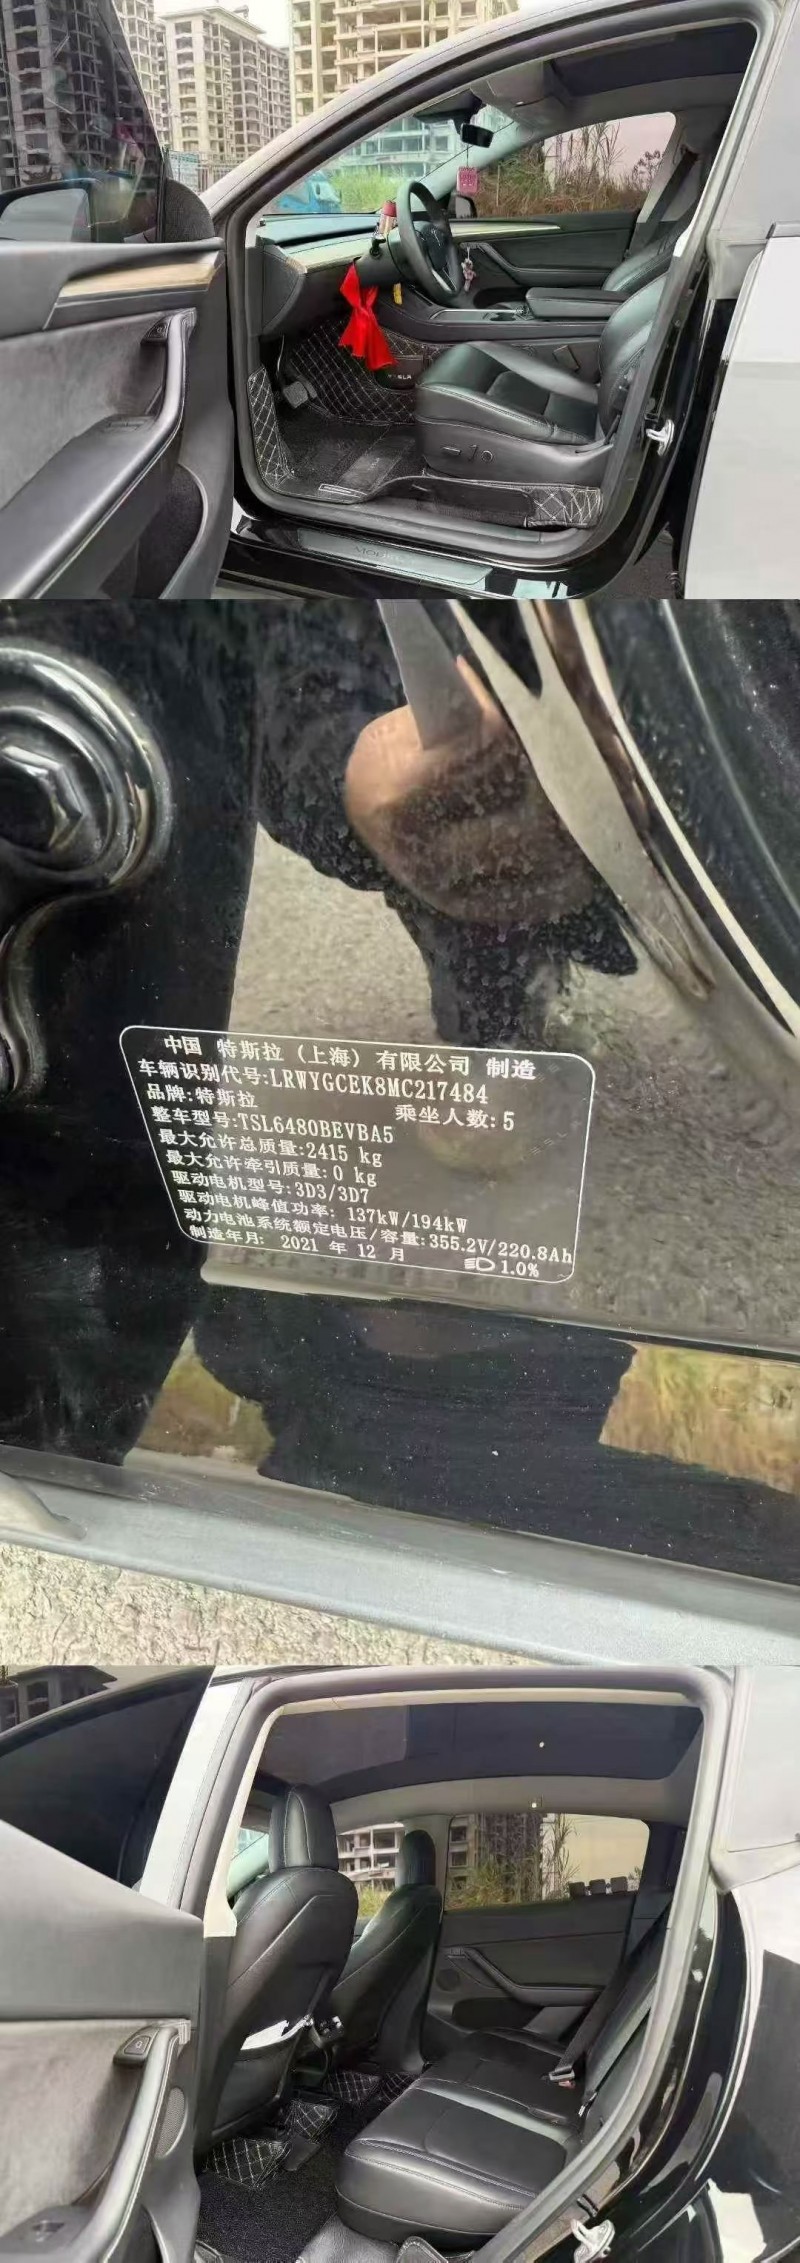 TESLA
MODEL
中国 特斯拉（上海）有限公司 制造
车辆识别代号:LRWYGCEK8MC217484
品牌:特斯拉 乘坐人数:5
整车型号:TSL6480BEVBA5
最大允许总质量:2415 kg
最大允许牵引质量:0 kg
驱动电机型号:3D3/3D7
驱动电机峰值功率: 137kW/194kW
动力电池系统额定电压/容量:355.2V/220.8Ah
制造年月: 2021 年 12 月 1.0%